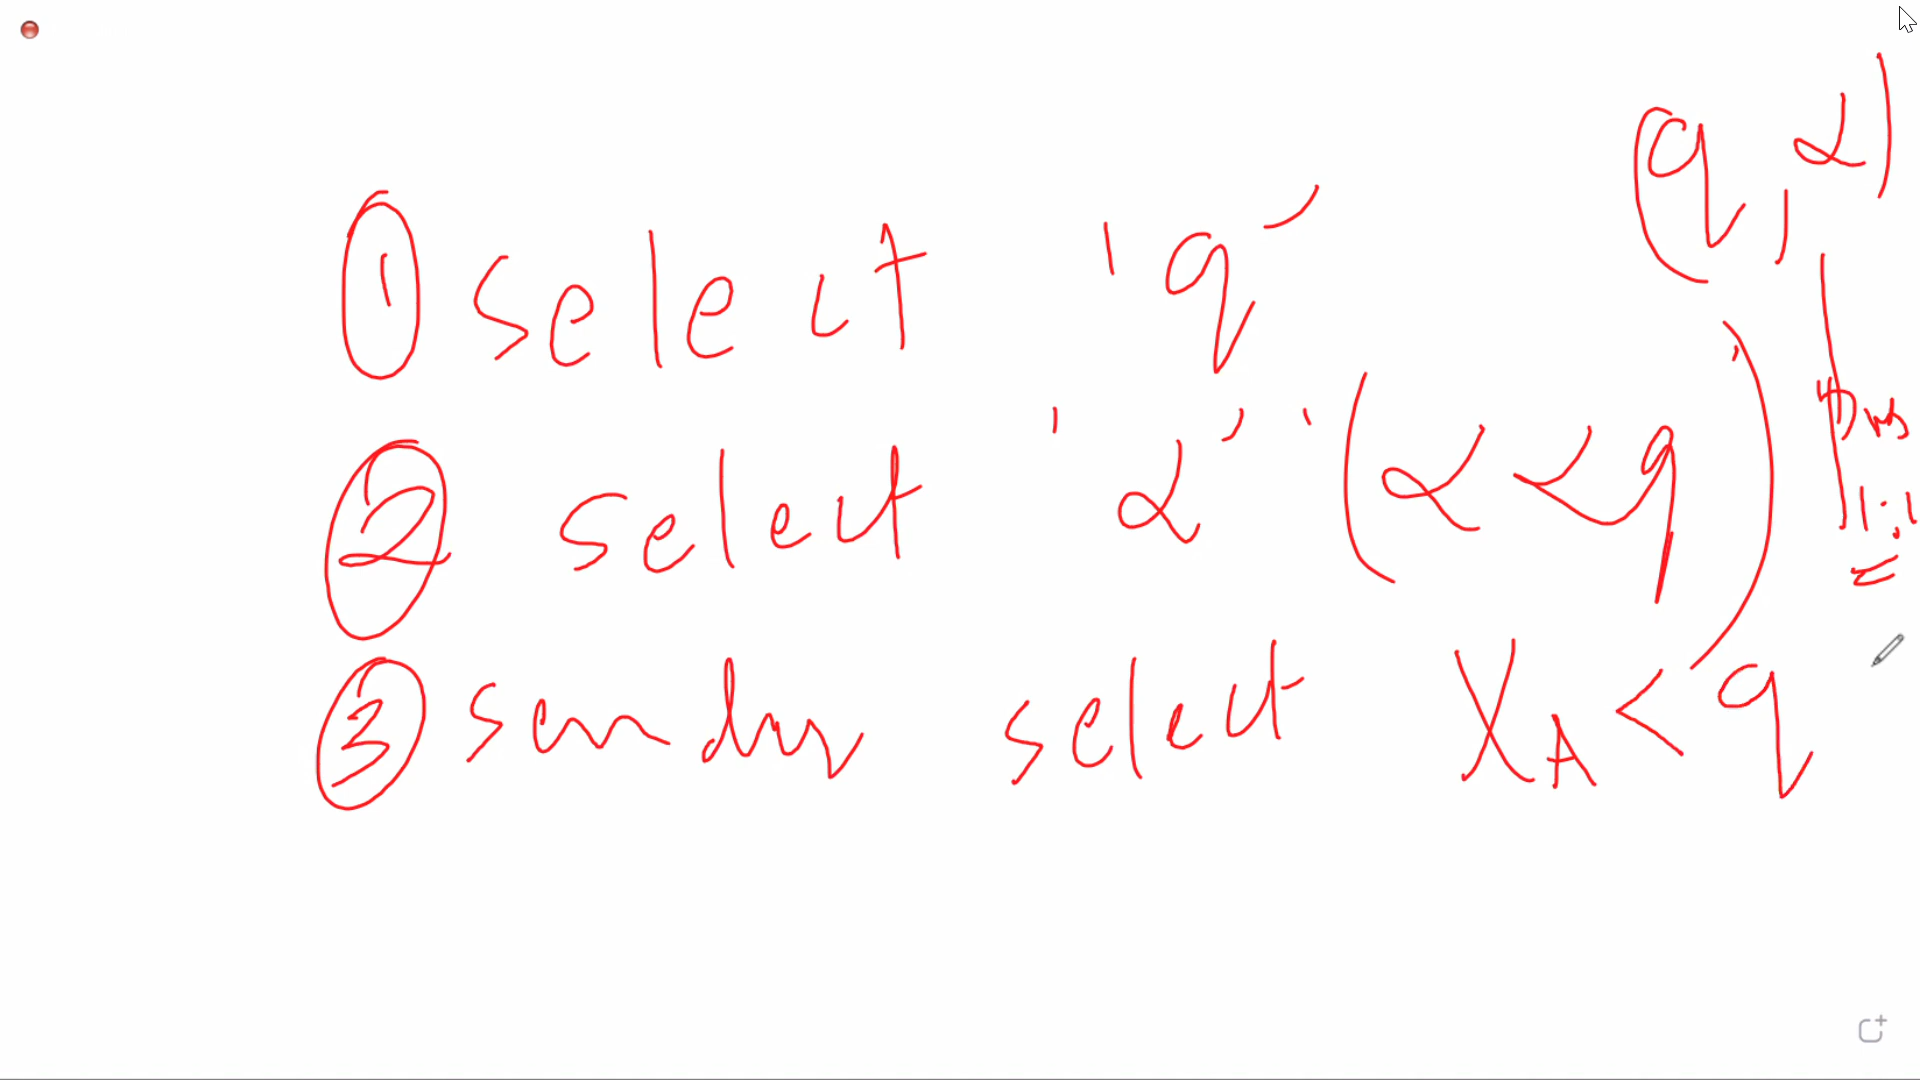 (q, α)
① select 'q'
② select 'α' '(α<q)'
③ sender select X_A < q